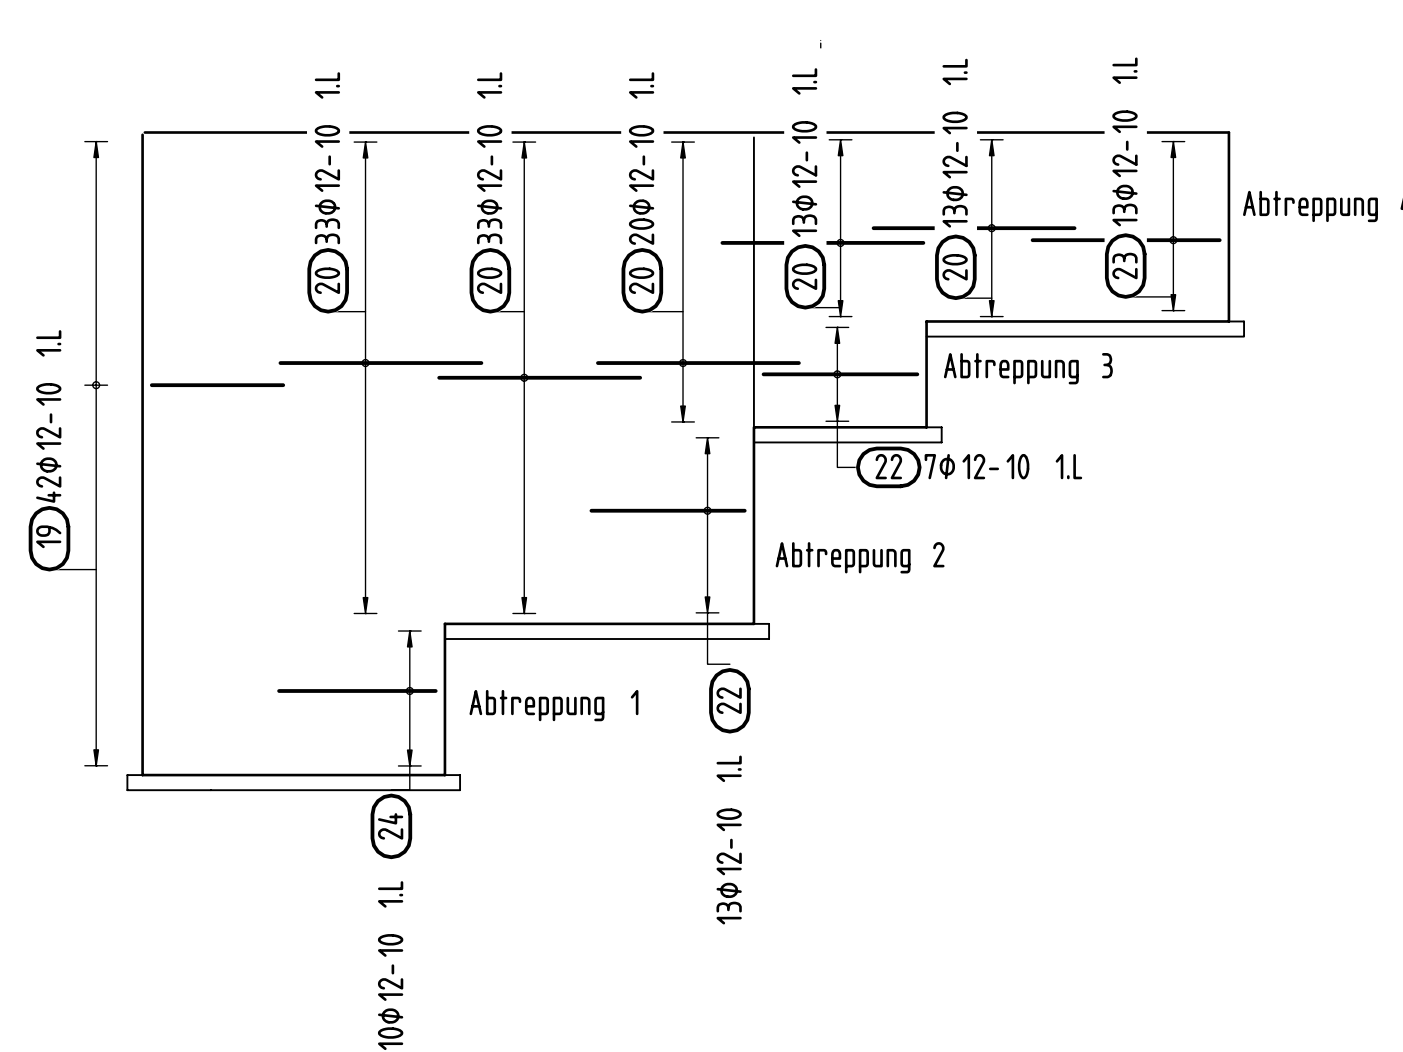 20 33Φ12-10 1.L
20 33Φ12-10 1.L
20 20Φ12-10 1.L
20 13Φ12-10 1.L
20 13Φ12-10 1.L
23 13Φ12-10 1.L
Abtreppung
19 42Φ12-10 1.L
Abtreppung 3
22 7Φ12-10 1.L
Abtreppung 2
22
13Φ12-10 1.L
Abtreppung 1
24
10Φ12-10 1.L